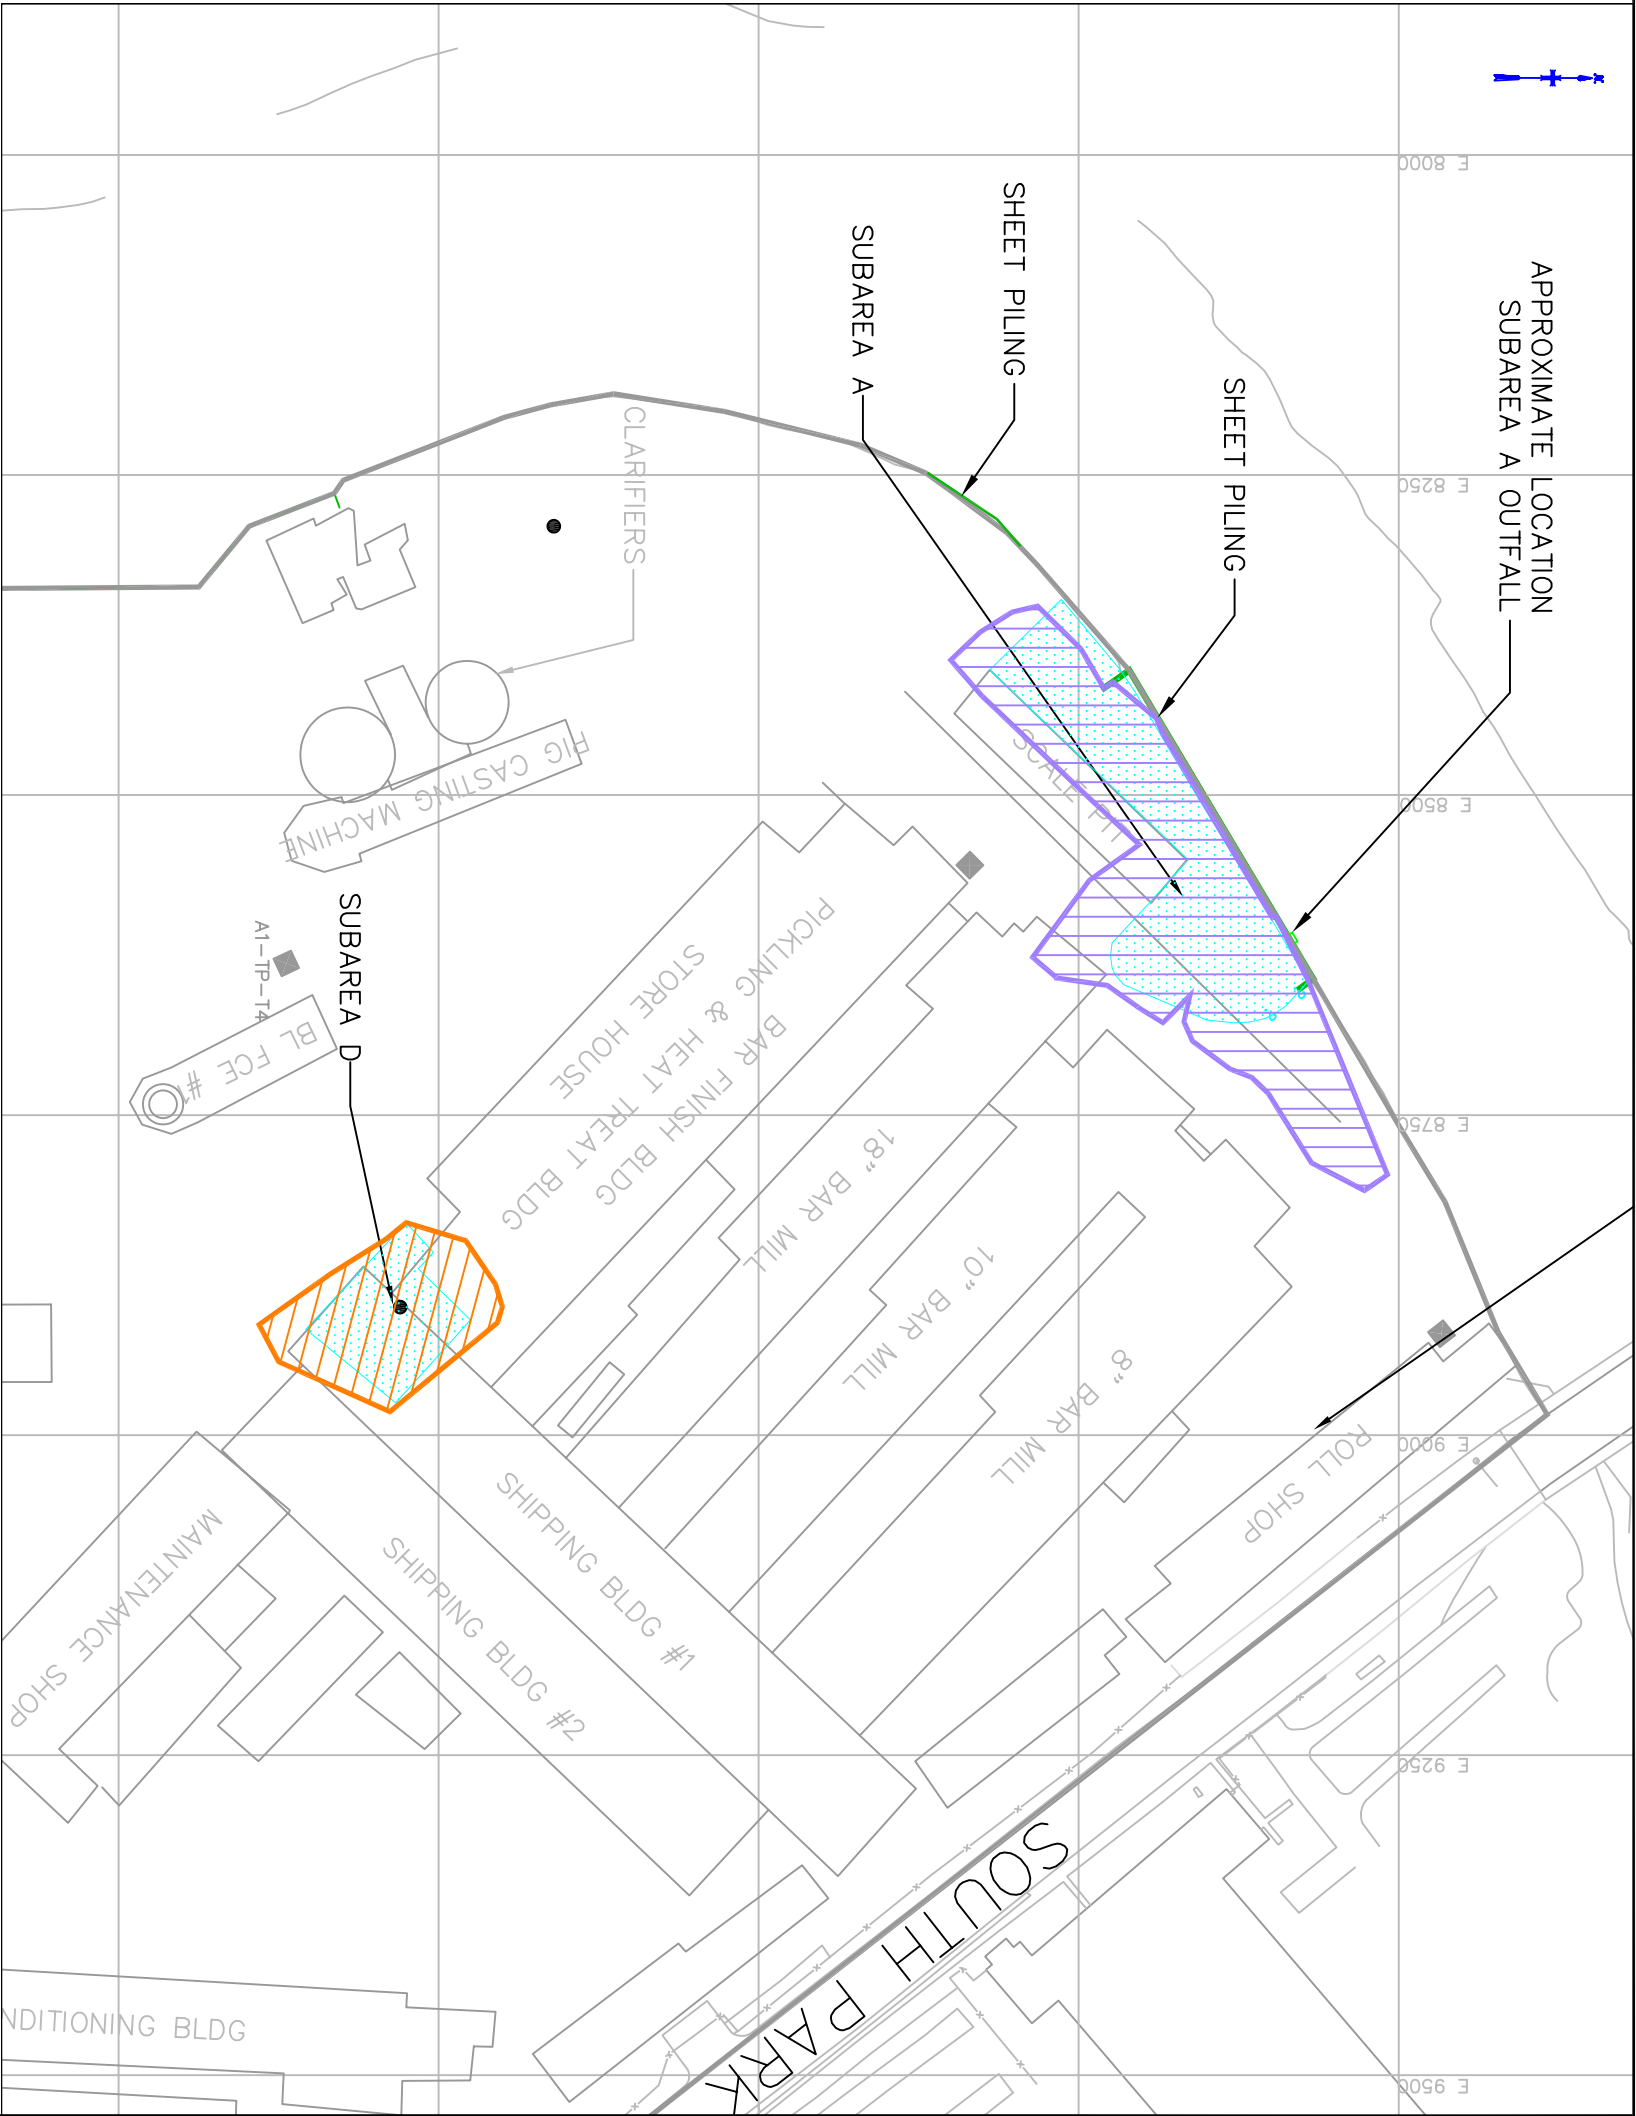 APPROXIMATE LOCATION
SUBAREA A OUTFALL
SHEET PILING
SHEET PILING
SUBAREA A
CLARIFIERS
PIG CASTING MACHINE
SUBAREA D
A1-TP-T4
BL FCE #1
STORE HOUSE
PICKLING & HEAT TREAT BLDG
BAR FINISH BLDG
18" BAR MILL
10" BAR MILL
8" BAR MILL
ROLL SHOP
SHIPPING BLDG #1
SHIPPING BLDG #2
MAINTENANCE SHOP
NDITIONING BLDG
SOUTH PARK
E 8000
E 8250
E 8500
E 8750
E 9000
E 9250
E 9500